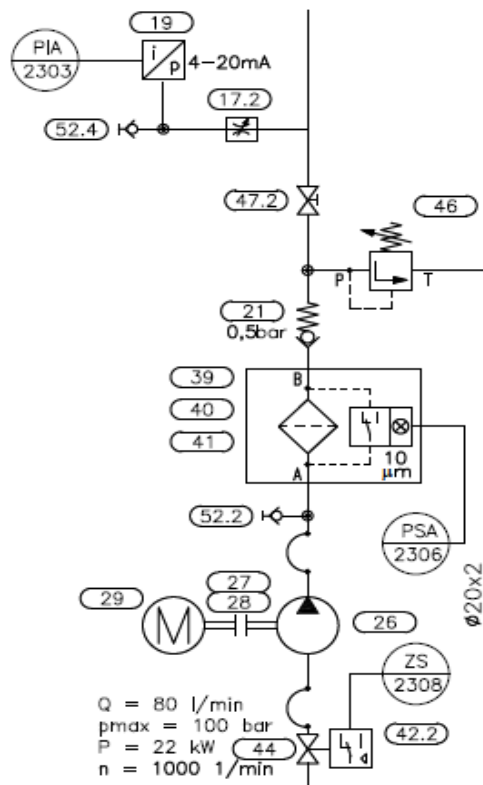 19
PIA
2303
i
p
4-20mA
17.2
52.4
47.2
46
P
T
21
0,5bar
39
B
40
41
10
µm
A
52.2
PSA
2306
ø20x2
27
29
28
M
26
ZS
2308
Q = 80 l/min
pmax = 100 bar
P = 22 kW
44
42.2
n = 1000 1/min